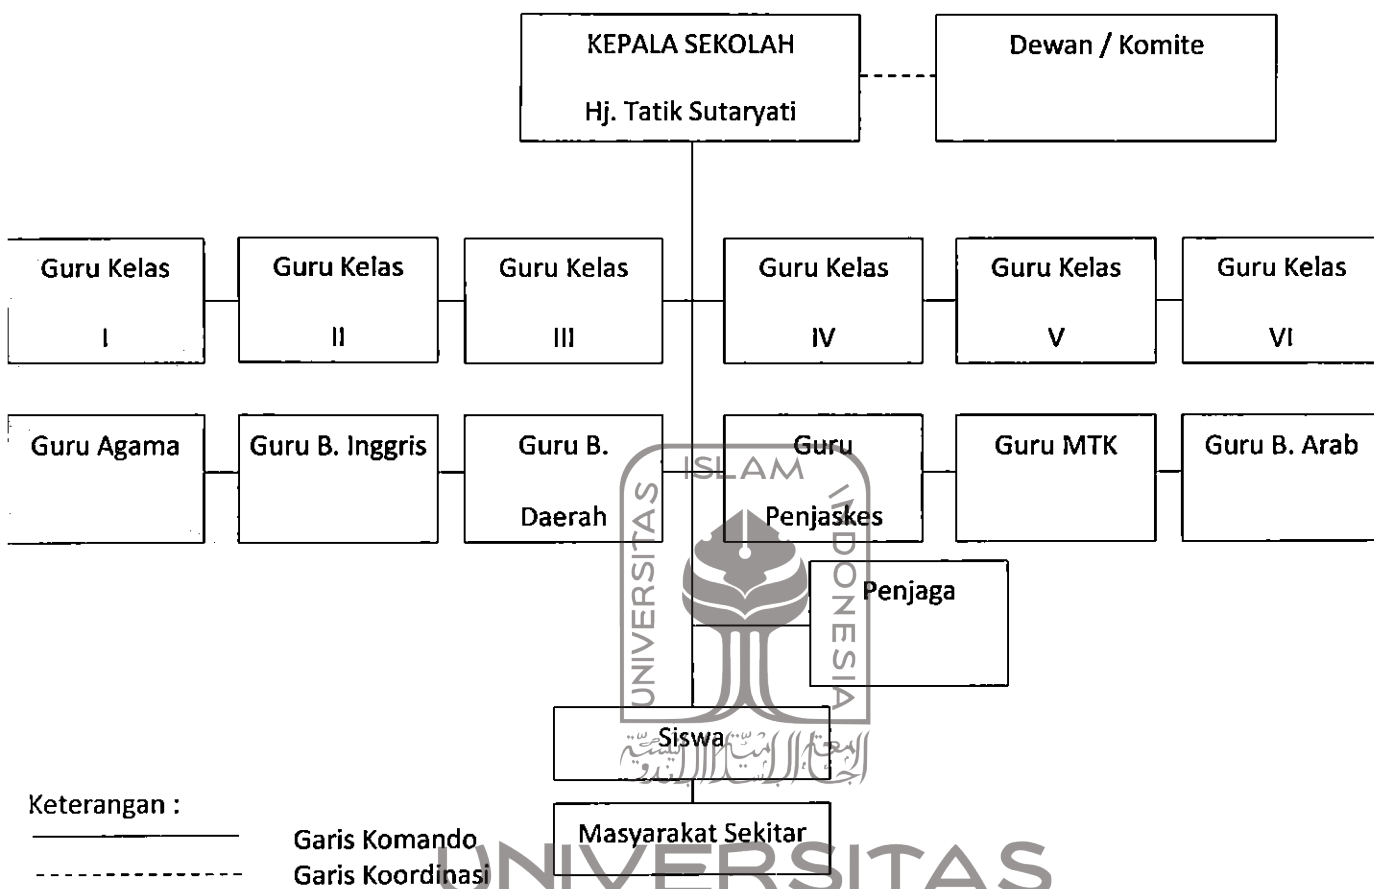 KEPALA SEKOLAH
Hj. Tatik Sutaryati
Dewan / Komite
Guru Kelas
I
Guru Kelas
II
Guru Kelas
III
Guru Kelas
IV
Guru Kelas
V
Guru Kelas
VI
Guru Agama
Guru B. Inggris
Guru B.
Daerah
Guru
Penjaskes
Guru MTK
Guru B. Arab
UNIVERSITAS
ISLAM
INDONESIA
Penjaga
Siswa
Masyarakat Sekitar
Keterangan :
Garis Komando
Garis Koordinasi
UNIVERSITAS